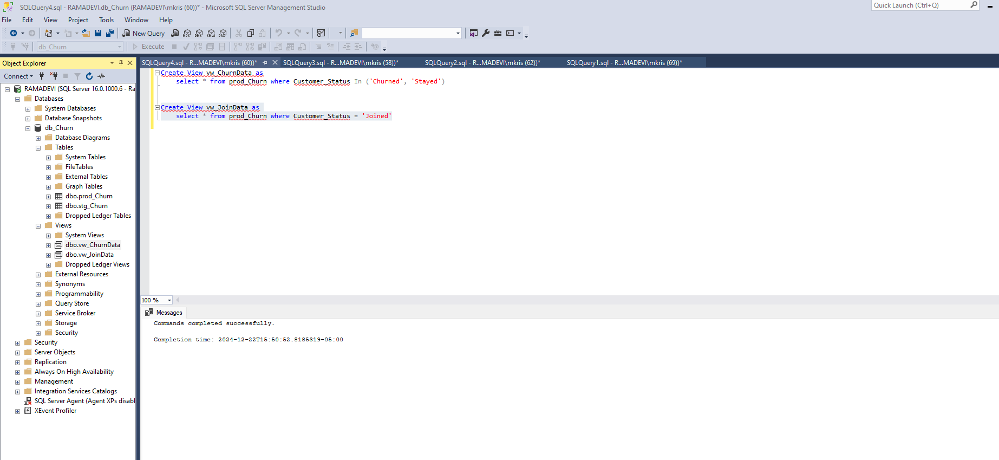 SQLQuery4.sql - RAMADEVI.db_Churn (RAMADEVI\mkris (60))* - Microsoft SQL Server Management Studio
Quick Launch (Ctrl+Q)
File Edit View Project Tools Window Help
New Query MDX DMX XMLA DAX
db_Churn Execute
Object Explorer
Connect
RAMADEVI (SQL Server 16.0.1000.6 - Ra
Databases
System Databases
Database Snapshots
db_Churn
Database Diagrams
Tables
System Tables
FileTables
External Tables
Graph Tables
dbo.prod_Churn
dbo.stg_Churn
Dropped Ledger Tables
Views
System Views
dbo.vw_ChurnData
dbo.vw_JoinData
Dropped Ledger Views
External Resources
Synonyms
Programmability
Query Store
Service Broker
Storage
Security
Security
Server Objects
Replication
Always On High Availability
Management
Integration Services Catalogs
SQL Server Agent (Agent XPs disabl
XEvent Profiler
SQLQuery4.sql - R...MADEVI\mkris (60))* SQLQuery3.sql - R...MADEVI\mkris (58))* SQLQuery2.sql - R...MADEVI\mkris (62))* SQLQuery1.sql - R...MADEVI\mkris (69))*
Create View vw_ChurnData as
select * from prod_Churn where Customer_Status In ('Churned', 'Stayed')
Create View vw_JoinData as
select * from prod_Churn where Customer_Status = 'Joined'
100 %
Messages
Commands completed successfully.
Completion time: 2024-12-22T15:50:52.8185319-05:00